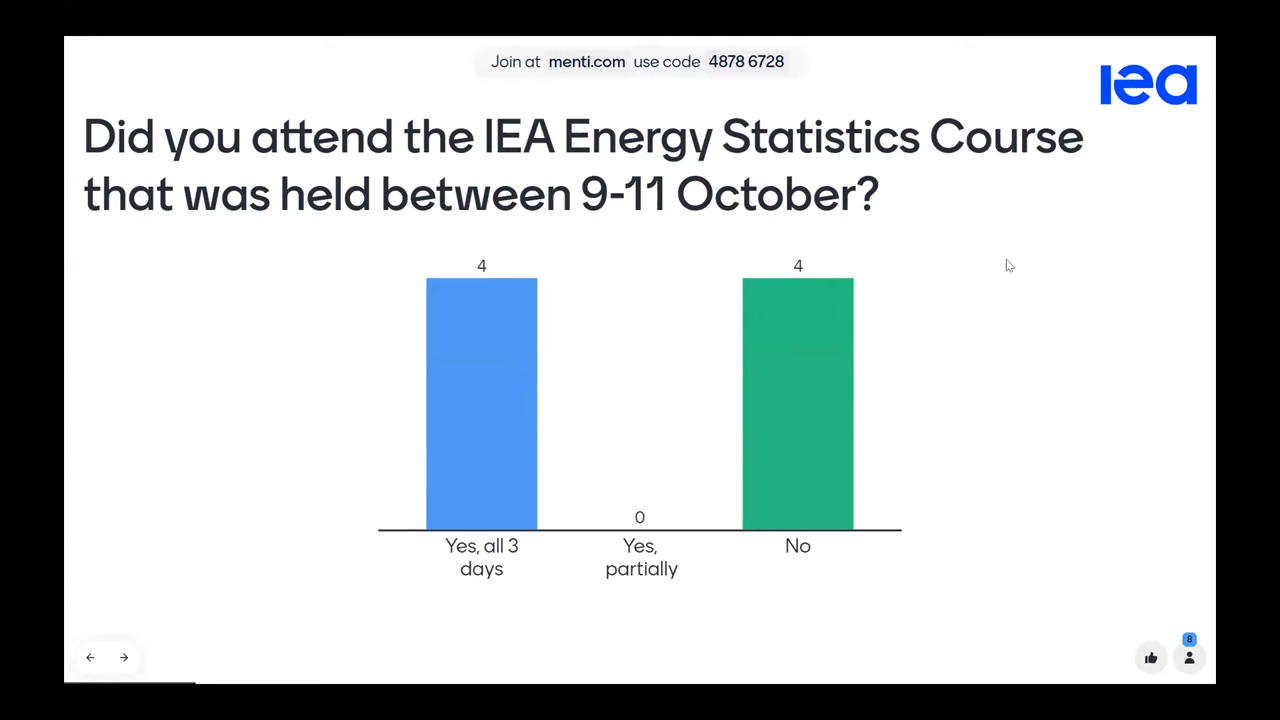 Join at menti.com use code 4878 6728
iea
Did you attend the IEA Energy Statistics Course
that was held between 9-11 October?
4
0
4
Yes, all 3
days
Yes,
partially
No
8